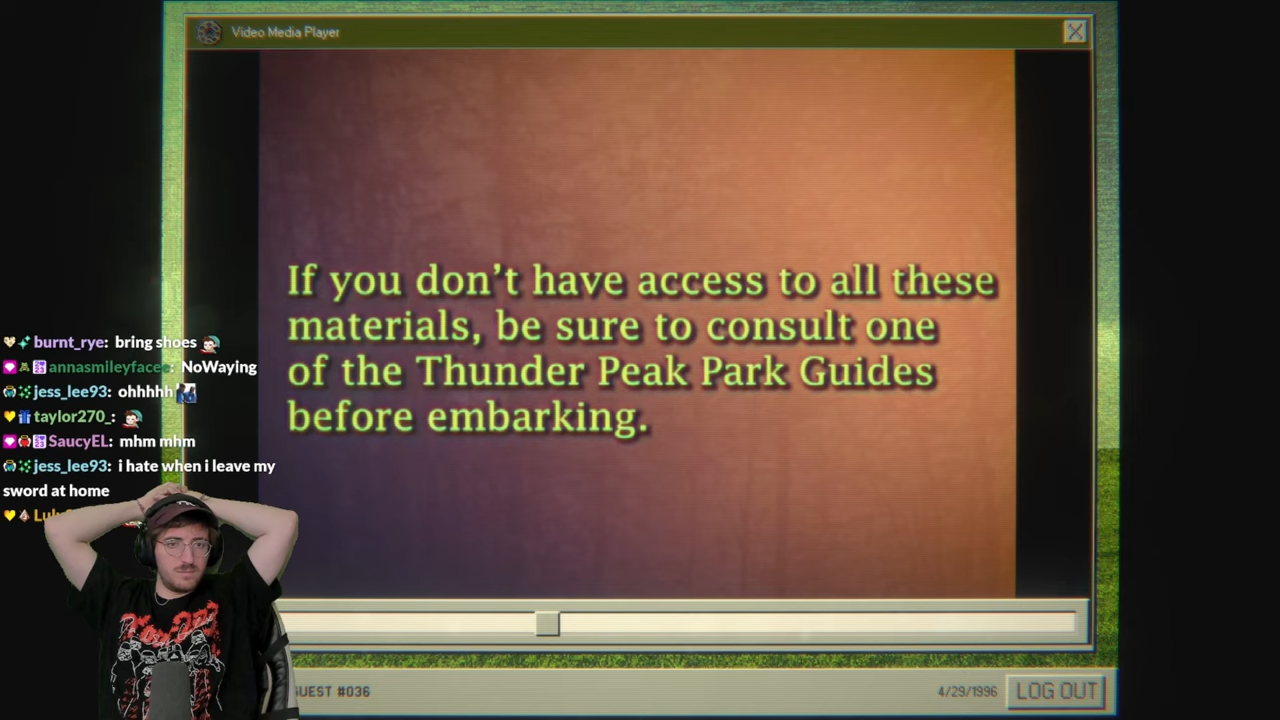 Video Media Player
If you don't have access to all these
materials, be sure to consult one
of the Thunder Peak Park Guides
before embarking.
burnt_rye: bring shoes
annasmileyface: NoWaying
jess_lee93: ohhhhh
taylor270_:
SaucyEL: mhm mhm
jess_lee93: i hate when i leave my
sword at home
GUEST #036
4/29/1996
LOG OUT